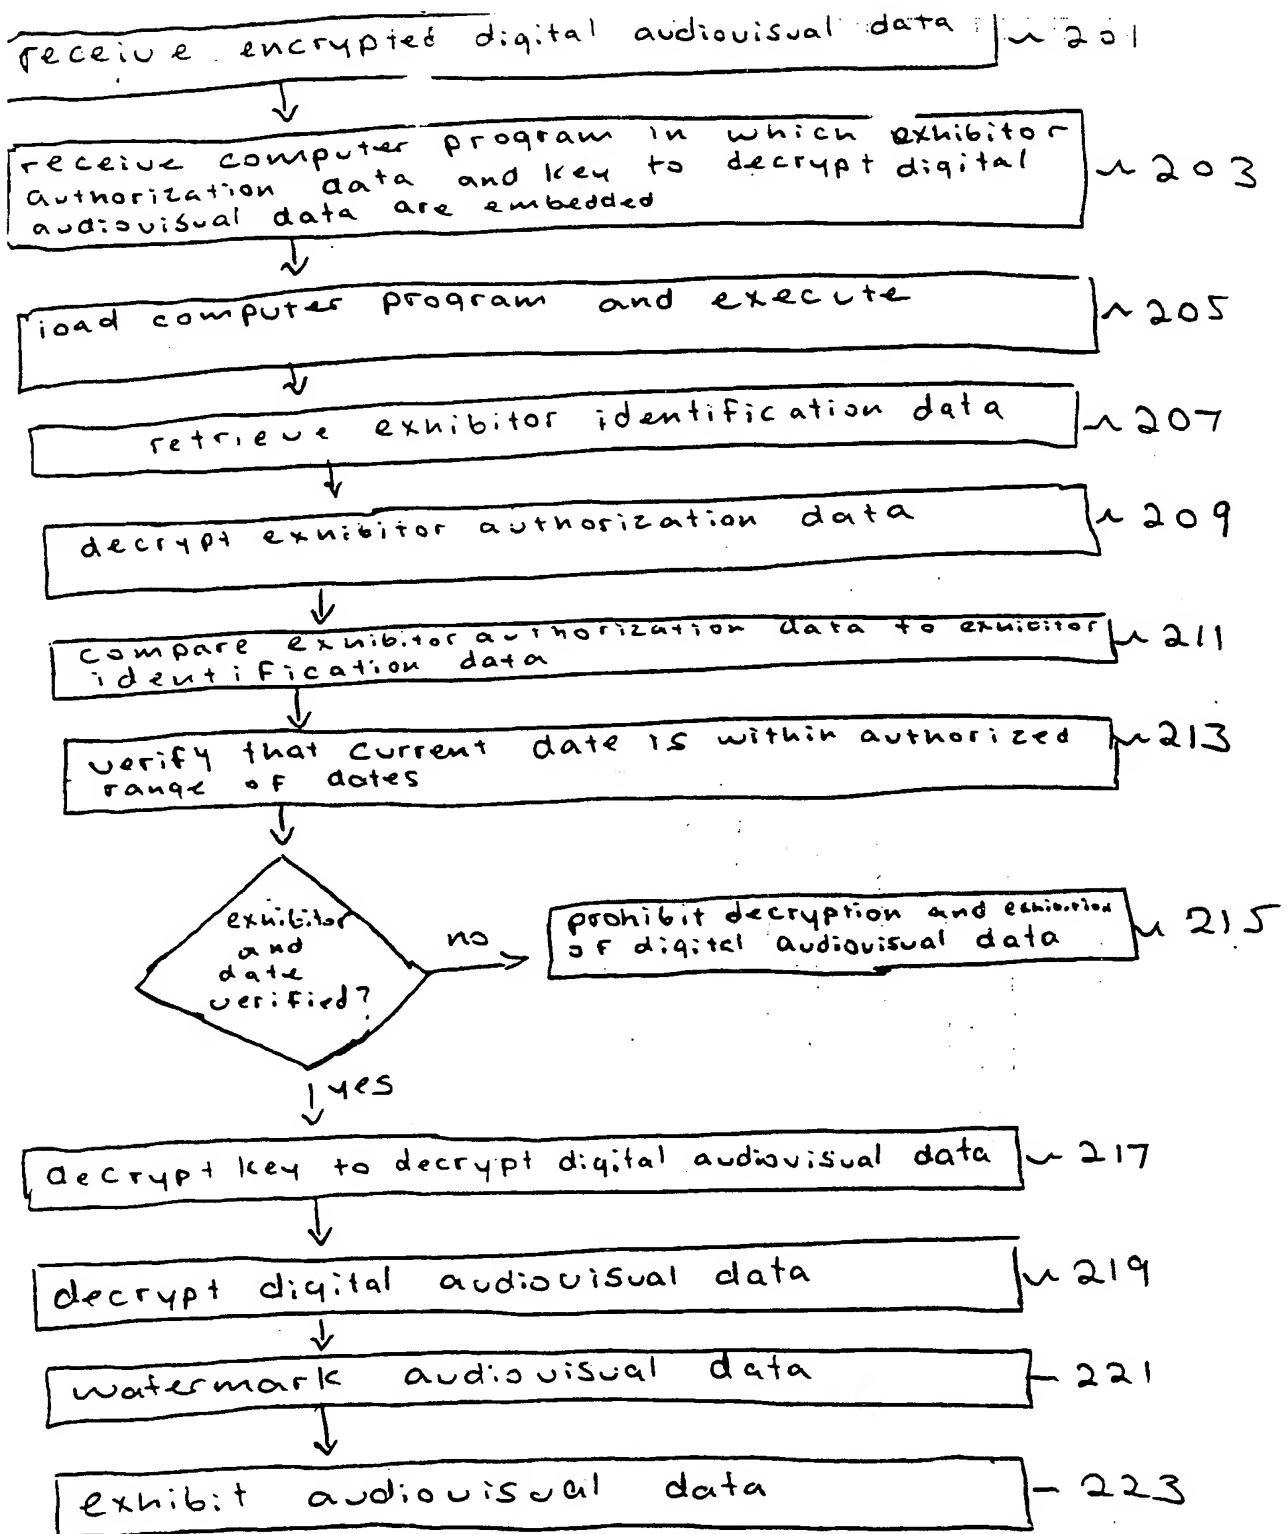 receive encrypted digital audiovisual data 201
receive computer program in which exhibitor
authorization data and key to decrypt digital 203
audiovisual data are embedded
load computer program and execute 205
retrieve exhibitor identification data 207
decrypt exhibitor authorization data 209
compare exhibitor authorization data to exhibitor 211
identification data
verify that current date is within authorized 213
range of dates
exhibitor
and
date
verified?
no
prohibit decryption and exhibition 215
of digital audiovisual data
yes
decrypt key to decrypt digital audiovisual data 217
decrypt digital audiovisual data 219
watermark audiovisual data 221
exhibit audiovisual data 223